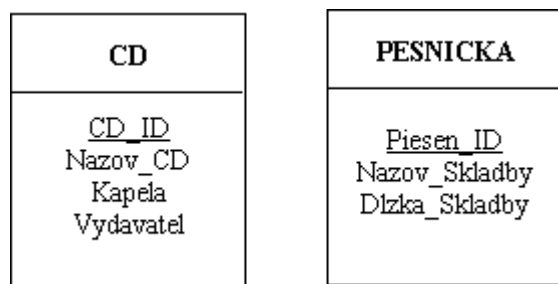 CD
CD_ID
Nazov_CD
Kapela
Vydavatel
PESNICKA
Piesen_ID
Nazov_Skladby
Dlzka_Skladby